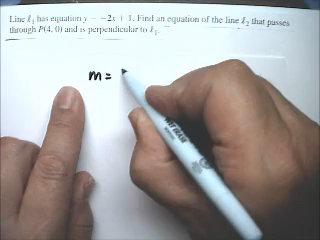 Line ℓ₁ has equation y = −2x + 1. Find an equation of the line ℓ₂ that passes
through P(4, 0) and is perpendicular to ℓ₁.
m =